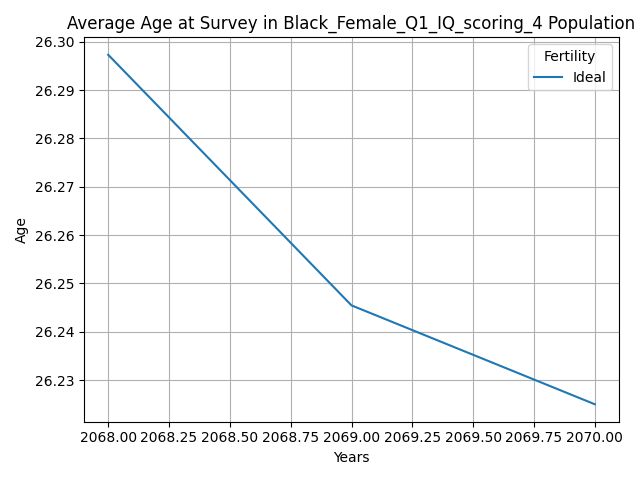 Average Age at Survey in Black_Female_Q1_IQ_scoring_4 Population
Fertility
Ideal
26.30
26.29
26.28
26.27
26.26
26.25
26.24
26.23
Age
2068.00 2068.25 2068.50 2068.75 2069.00 2069.25 2069.50 2069.75 2070.00
Years